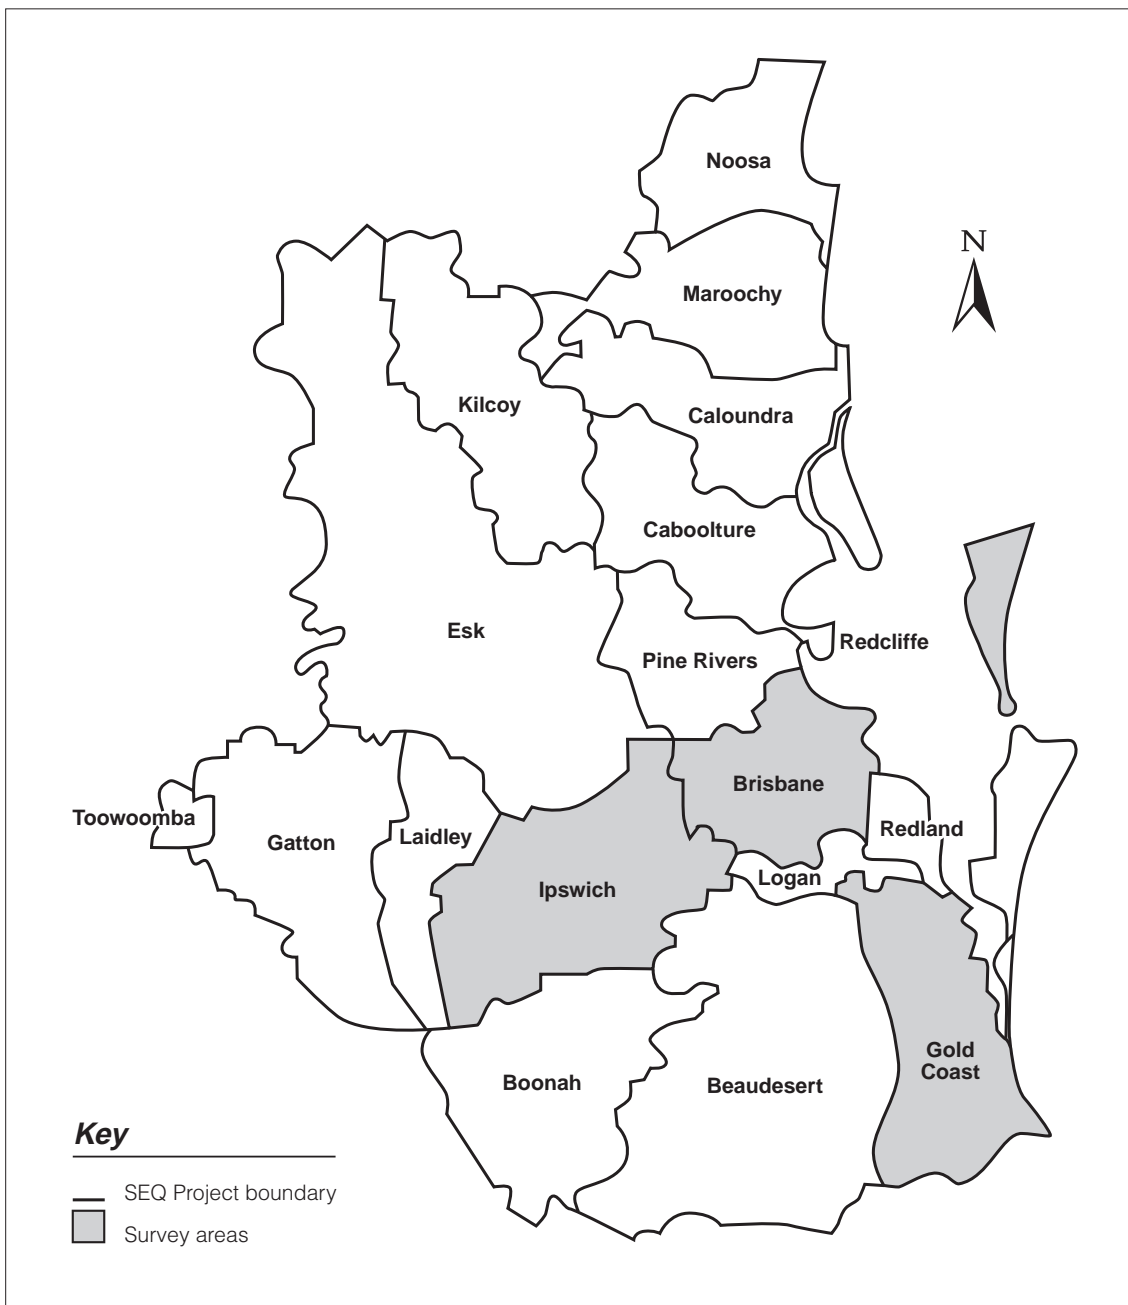 Noosa
N
Maroochy
Kilcoy
Caloundra
Caboolture
Esk
Redcliffe
Pine Rivers
Brisbane
Toowoomba
Gatton
Laidley
Redland
Logan
Ipswich
Gold
Coast
Boonah
Beaudesert
Key
SEQ Project boundary
Survey areas